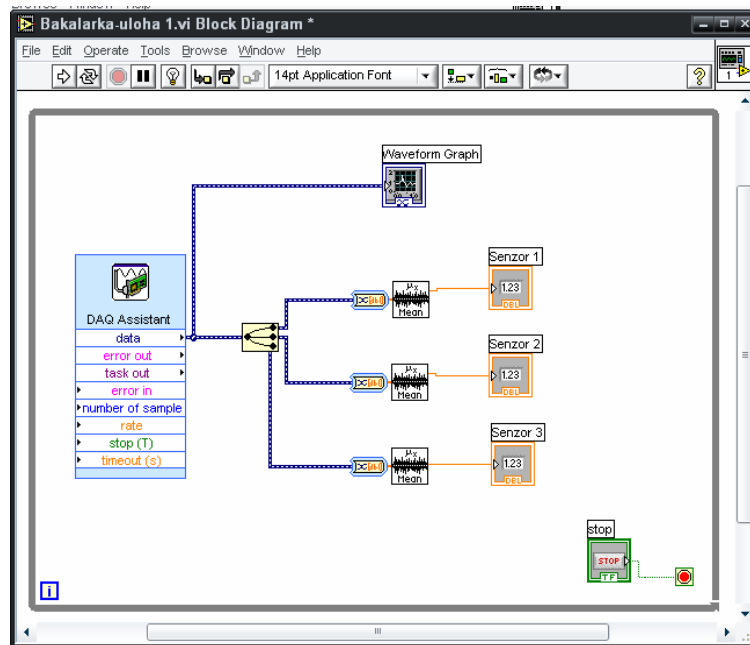 Bakalarka-uloha 1.vi Block Diagram *
File Edit Operate Tools Browse Window Help
14pt Application Font
?
1
Waveform Graph
DAQ Assistant
data
error out
task out
error in
number of sample
rate
stop (T)
timeout (s)
Mean
Senzor 1
1.23
DBL
Mean
Senzor 2
1.23
DBL
Mean
Senzor 3
1.23
DBL
stop
STOP
TF
i